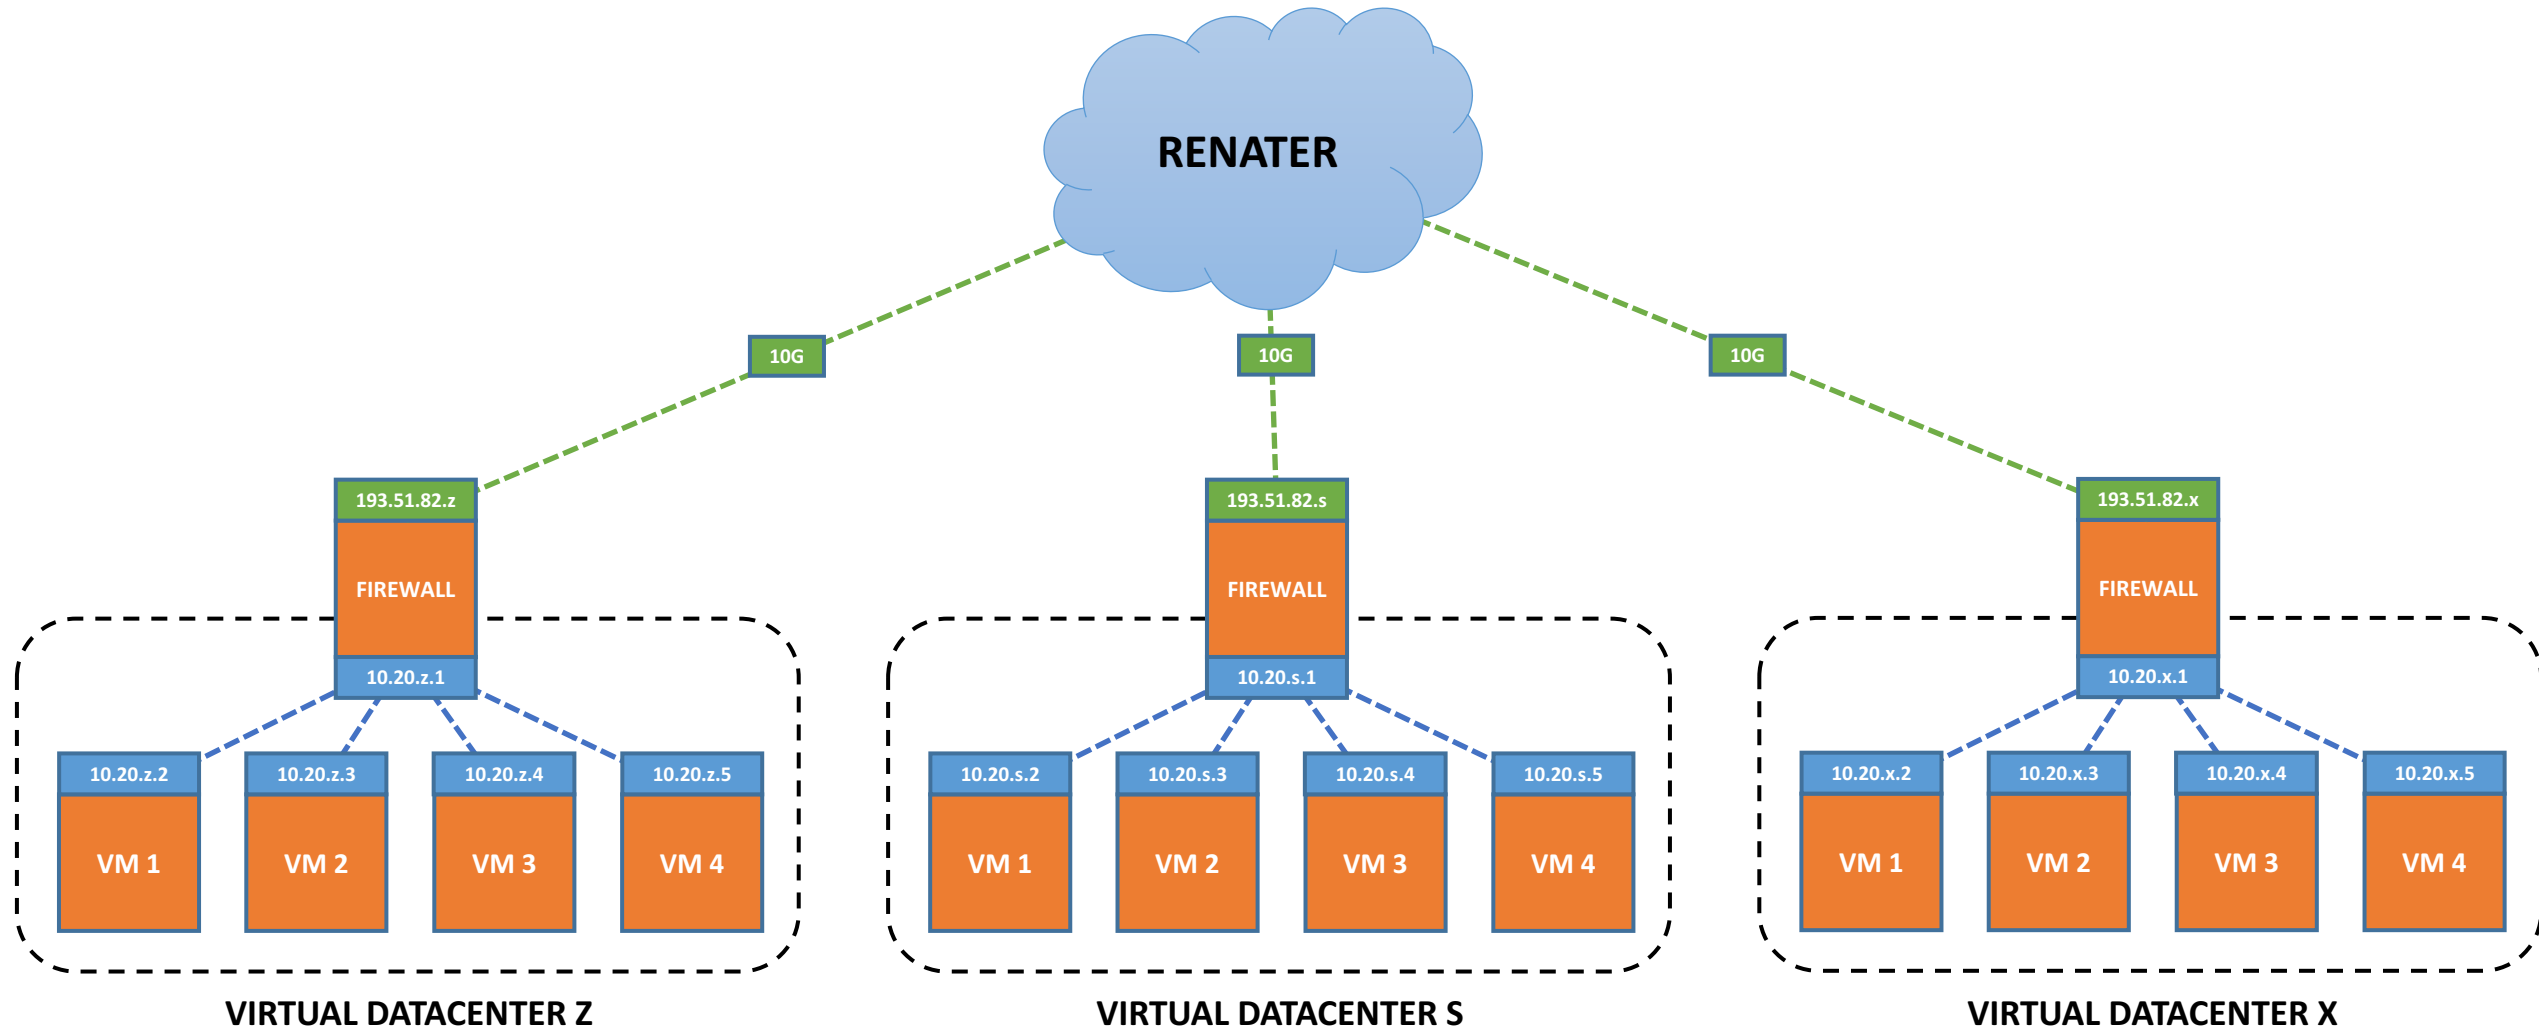 RENATER
10G
10G
10G
193.51.82.z
193.51.82.s
193.51.82.x
FIREWALL
FIREWALL
FIREWALL
10.20.z.1
10.20.s.1
10.20.x.1
10.20.z.2
10.20.z.3
10.20.z.4
10.20.z.5
10.20.s.2
10.20.s.3
10.20.s.4
10.20.s.5
10.20.x.2
10.20.x.3
10.20.x.4
10.20.x.5
VM 1
VM 2
VM 3
VM 4
VM 1
VM 2
VM 3
VM 4
VM 1
VM 2
VM 3
VM 4
VIRTUAL DATACENTER Z
VIRTUAL DATACENTER S
VIRTUAL DATACENTER X